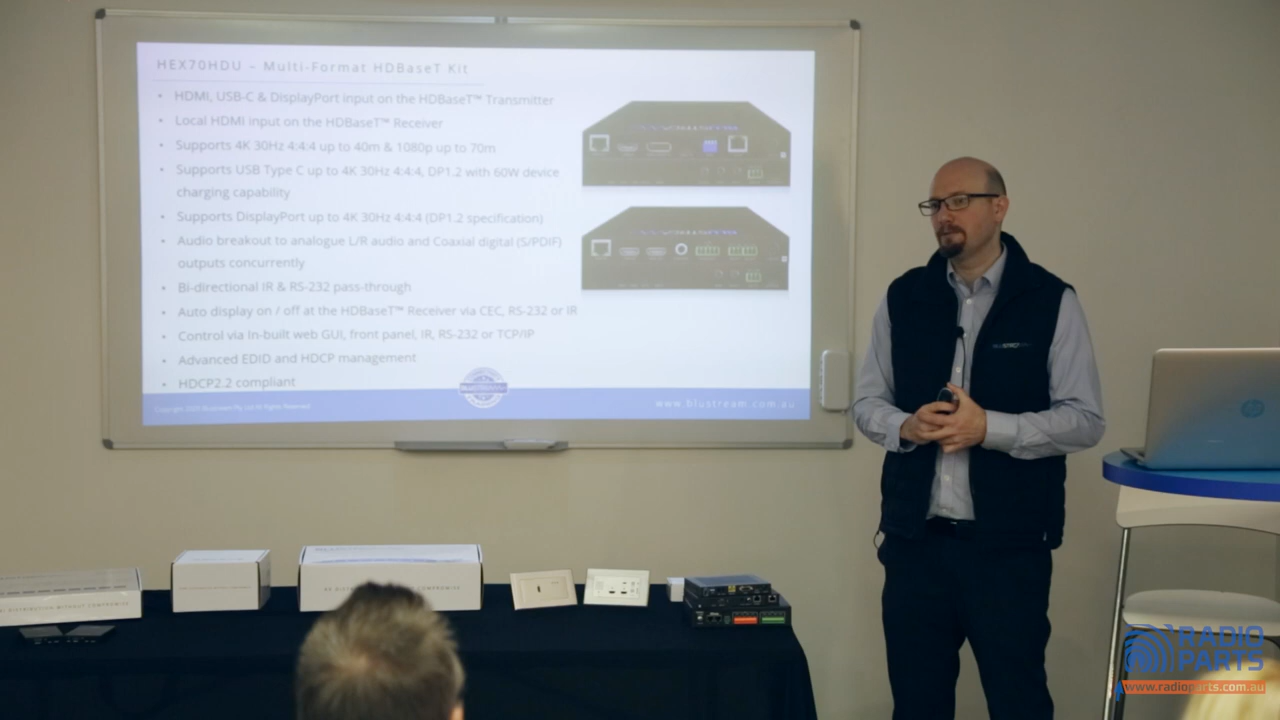 HEX70HDU – Multi-Format HDBaseT Kit
• HDMI, USB-C & DisplayPort input on the HDBaseT™ Transmitter
• Local HDMI input on the HDBaseT™ Receiver
• Supports 4K 30Hz 4:4:4 up to 40m & 1080p up to 70m
• Supports USB Type C up to 4K 30Hz 4:4:4, DP1.2 with 60W device
charging capability
• Supports DisplayPort up to 4K 30Hz 4:4:4 (DP1.2 specification)
• Audio breakout to analogue L/R audio and Coaxial digital (S/PDIF)
outputs concurrently
• Bi-directional IR & RS-232 pass-through
• Auto display on / off at the HDBaseT™ Receiver via CEC, RS-232 or IR
• Control via In-built web GUI, front panel, IR, RS-232 or TCP/IP
• Advanced EDID and HDCP management
• HDCP2.2 compliant
www.blustream.com.au
hp
DISTRIBUTION WITHOUT COMPROMISE
RADIO
PARTS
www.radioparts.com.au